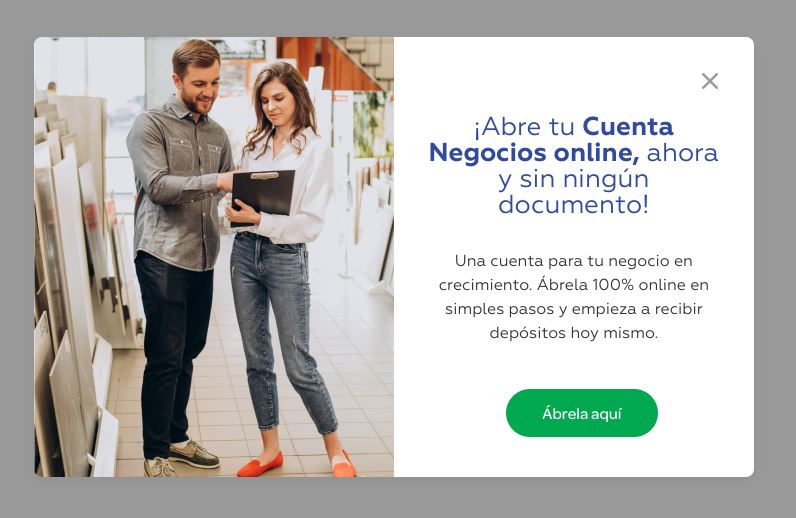 ¡Abre tu Cuenta
Negocios online, ahora
y sin ningún
documento!
Una cuenta para tu negocio en
crecimiento. Ábrela 100% online en
simples pasos y empieza a recibir
depósitos hoy mismo.
Ábrela aquí